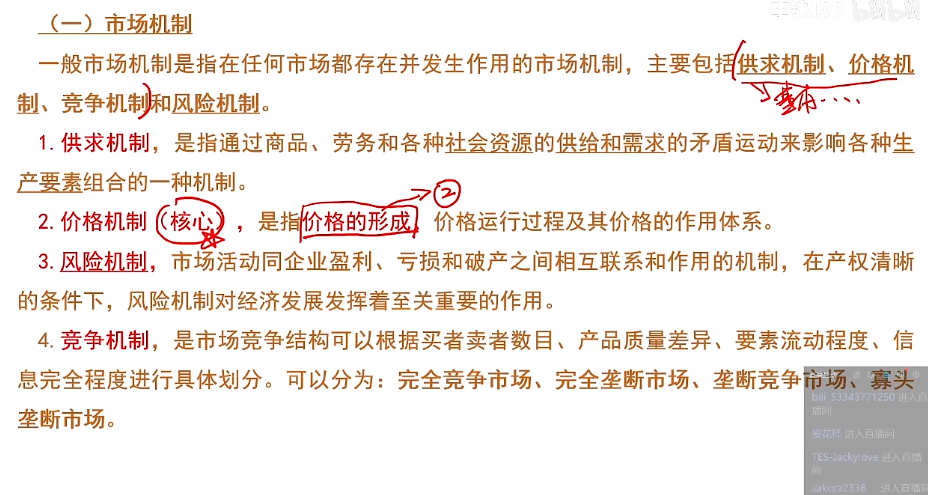 （一）市场机制
一般市场机制是指在任何市场都存在并发生作用的市场机制，主要包括供求机制、价格机
制、竞争机制和风险机制。
1. 供求机制，是指通过商品、劳务和各种社会资源的供给和需求的矛盾运动来影响各种生
产要素组合的一种机制。
②
2. 价格机制（核心），是指价格的形成、价格运行过程及其价格的作用体系。
3. 风险机制，市场活动同企业盈利、亏损和破产之间相互联系和作用的机制，在产权清晰
的条件下，风险机制对经济发展发挥着至关重要的作用。
4. 竞争机制，是市场竞争结构可以根据买者卖者数目、产品质量差异、要素流动程度、信
息完全程度进行具体划分。可以分为：完全竞争市场、完全垄断市场、垄断竞争市场、寡头
垄断市场。
bili_53343771250 进入直
播间
爱花样 进入直播间
TES-Jackylove 进入直播
间
sakura2336 进入直播间